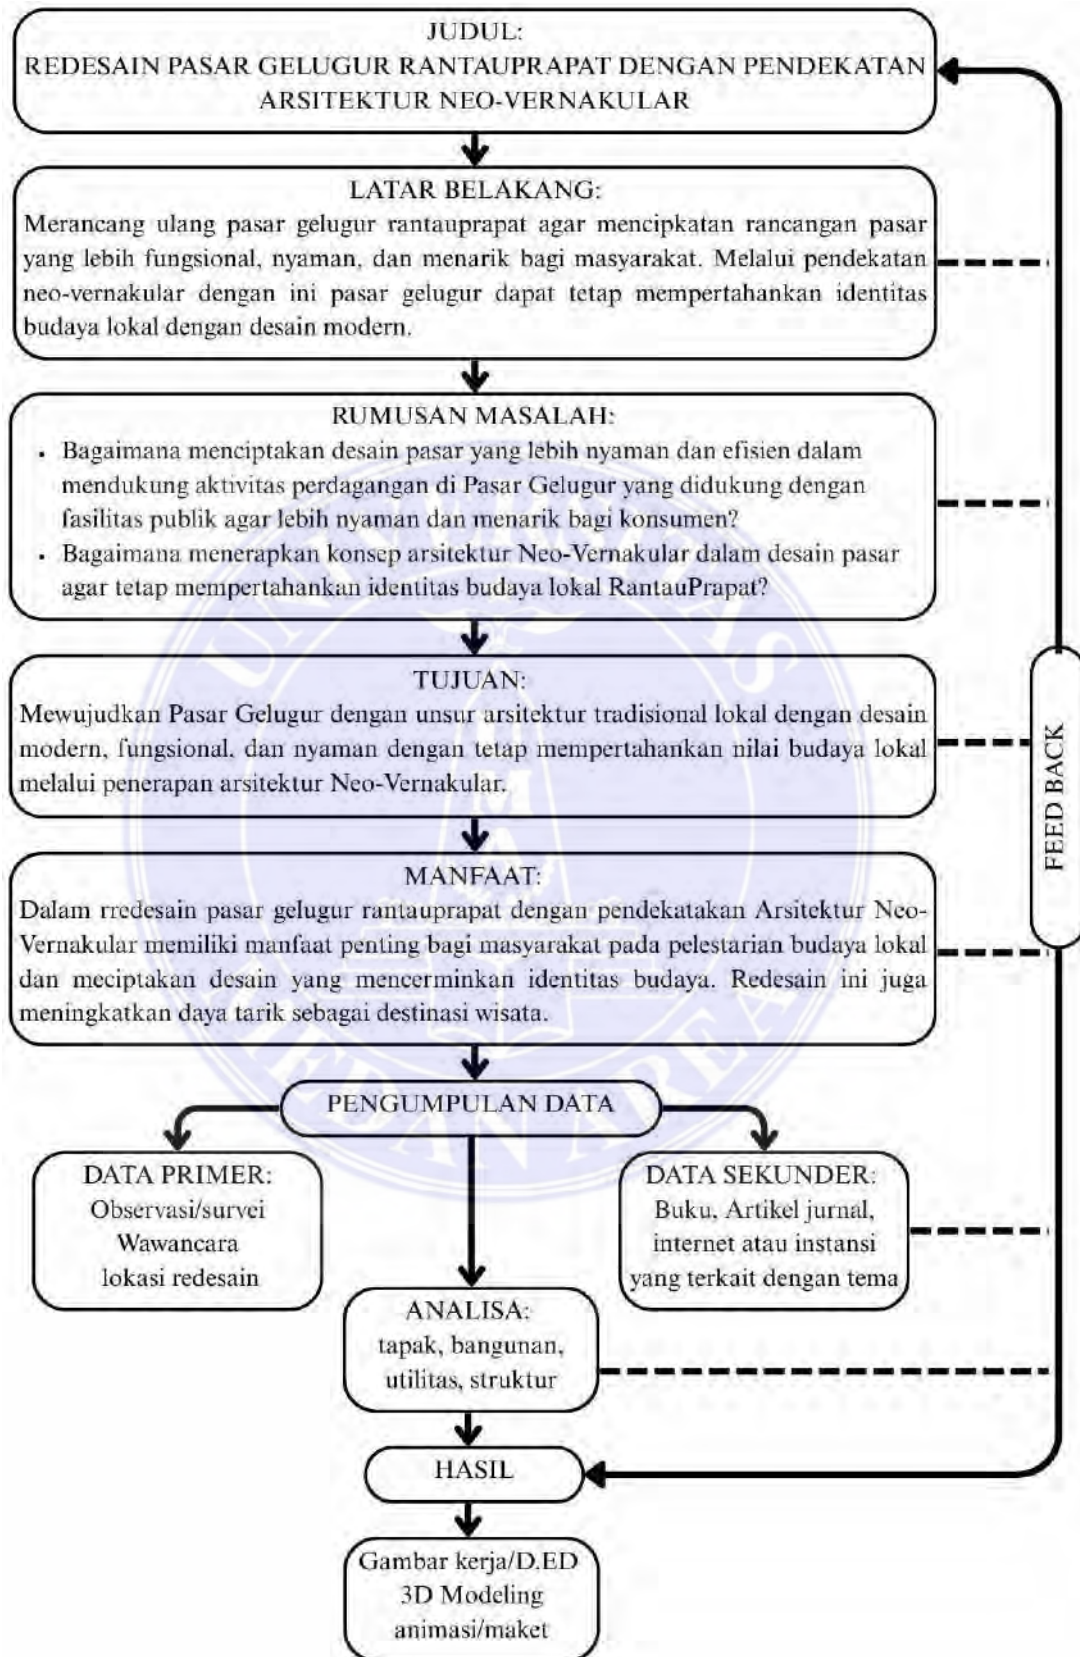 JUDUL:
REDESAIN PASAR GELUGUR RANTAUPRAPAT DENGAN PENDEKATAN
ARSITEKTUR NEO-VERNAKULAR
LATAR BELAKANG:
Merancang ulang pasar gelugur rantauprapat agar mencipkatan rancangan pasar
yang lebih fungsional, nyaman, dan menarik bagi masyarakat. Melalui pendekatan
neo-vernakular dengan ini pasar gelugur dapat tetap mempertahankan identitas
budaya lokal dengan desain modern.
RUMUSAN MASALAH:
• Bagaimana menciptakan desain pasar yang lebih nyaman dan efisien dalam
mendukung aktivitas perdagangan di Pasar Gelugur yang didukung dengan
fasilitas publik agar lebih nyaman dan menarik bagi konsumen?
• Bagaimana menerapkan konsep arsitektur Neo-Vernakular dalam desain pasar
agar tetap mempertahankan identitas budaya lokal RantauPrapat?
TUJUAN:
Mewujudkan Pasar Gelugur dengan unsur arsitektur tradisional lokal dengan desain
modern, fungsional, dan nyaman dengan tetap mempertahankan nilai budaya lokal
melalui penerapan arsitektur Neo-Vernakular.
MANFAAT:
Dalam rredesain pasar gelugur rantauprapat dengan pendekatakan Arsitektur Neo-
Vernakular memiliki manfaat penting bagi masyarakat pada pelestarian budaya lokal
dan meciptakan desain yang mencerminkan identitas budaya. Redesain ini juga
meningkatkan daya tarik sebagai destinasi wisata.
FEED BACK
PENGUMPULAN DATA
DATA PRIMER:
Observasi/survei
Wawancara
lokasi redesain
DATA SEKUNDER:
Buku, Artikel jurnal,
internet atau instansi
yang terkait dengan tema
ANALISA:
tapak, bangunan,
utilitas, struktur
HASIL
Gambar kerja/D.ED
3D Modeling
animasi/maket
UNIVERSITAS
MEDAN AREA